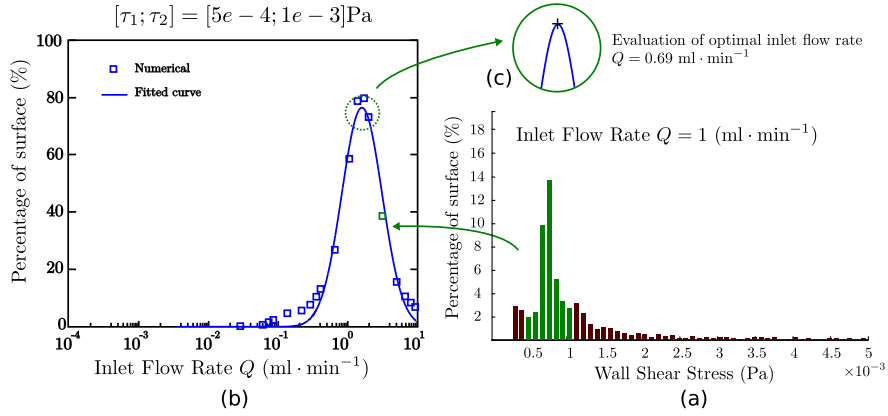 [τ₁; τ₂] = [5e − 4; 1e − 3]Pa
Percentage of surface (%)
100
80
60
40
20
0
Numerical
Fitted curve
10⁻⁴ 10⁻³ 10⁻² 10⁻¹ 10⁰ 10¹
Inlet Flow Rate Q (ml · min⁻¹)
(b)
(c)
Evaluation of optimal inlet flow rate
Q = 0.69 ml · min⁻¹
Inlet Flow Rate Q = 1 (ml · min⁻¹)
Percentage of surface (%)
18
16
14
12
10
8
6
4
2
0.5 1 1.5 2 2.5 3 3.5 4 4.5 5
×10⁻³
Wall Shear Stress (Pa)
(a)